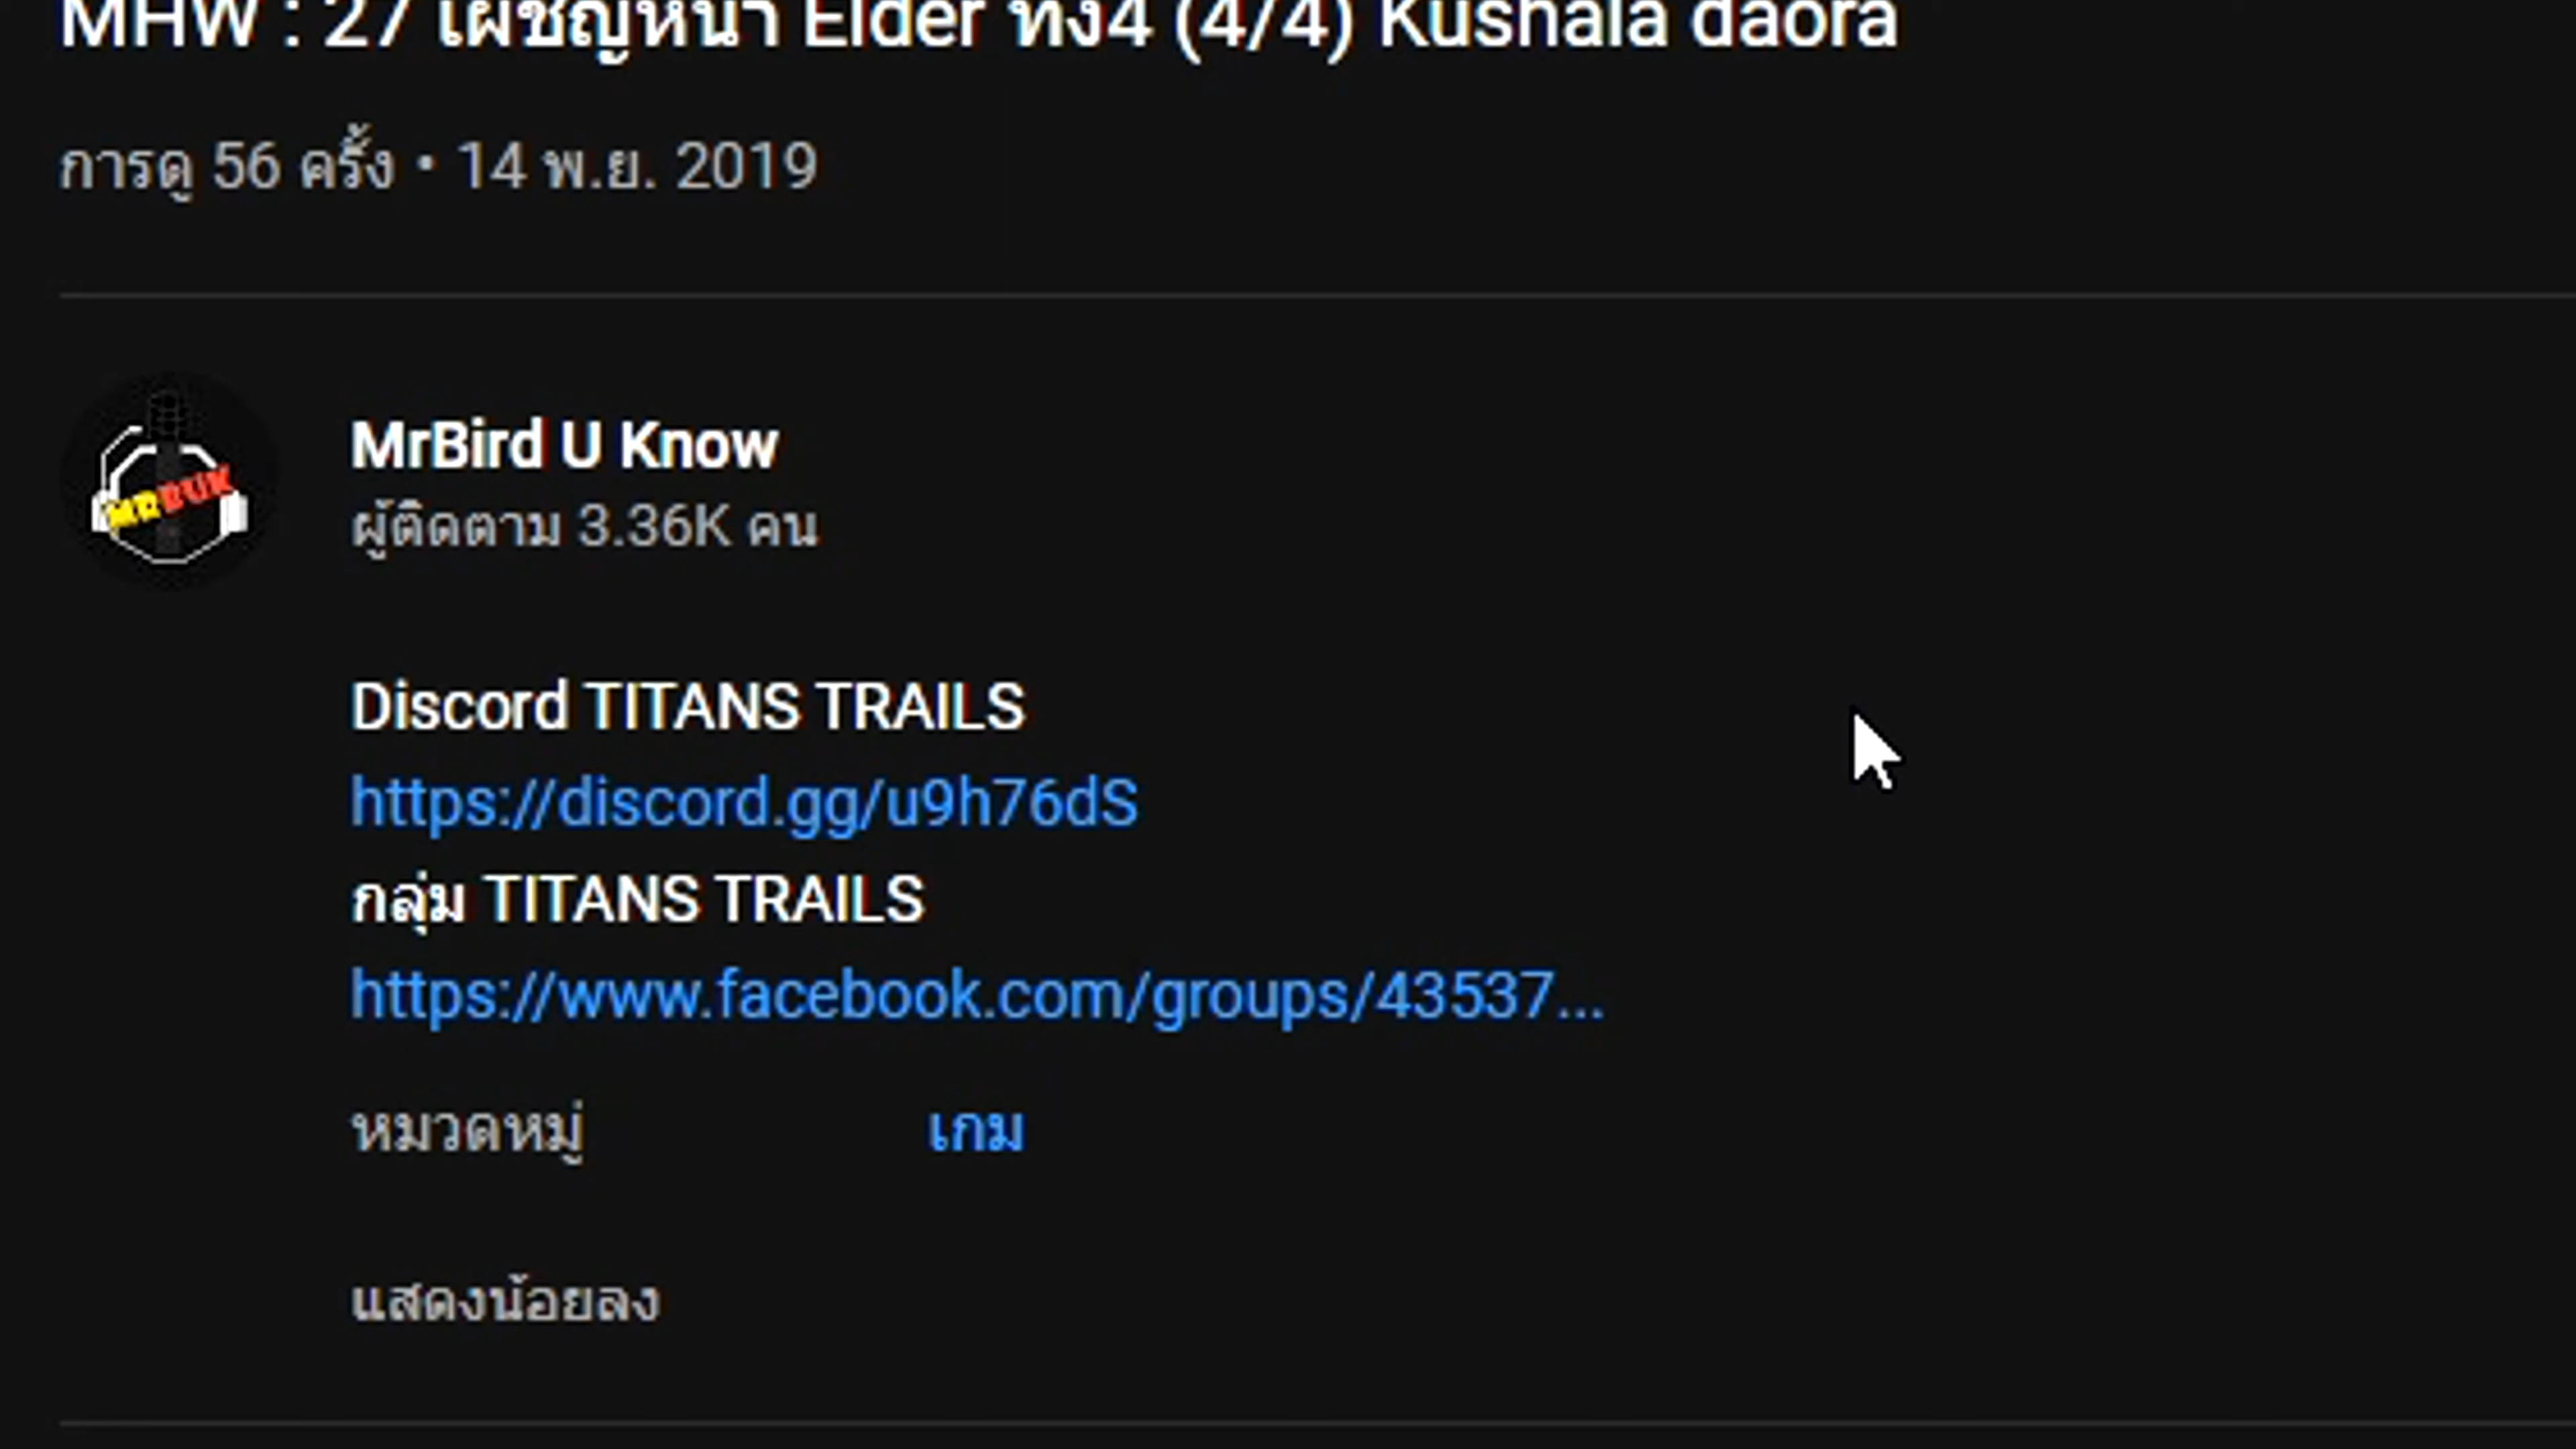 MHW : 27 เผชิญหน้า Elder ทั้ง4 (4/4) Kushala daora
การดู 56 ครั้ง • 14 พ.ย. 2019
MRBUK
MrBird U Know
ผู้ติดตาม 3.36K คน
Discord TITANS TRAILS
https://discord.gg/u9h76dS
กลุ่ม TITANS TRAILS
https://www.facebook.com/groups/43537...
หมวดหมู่ เกม
แสดงน้อยลง